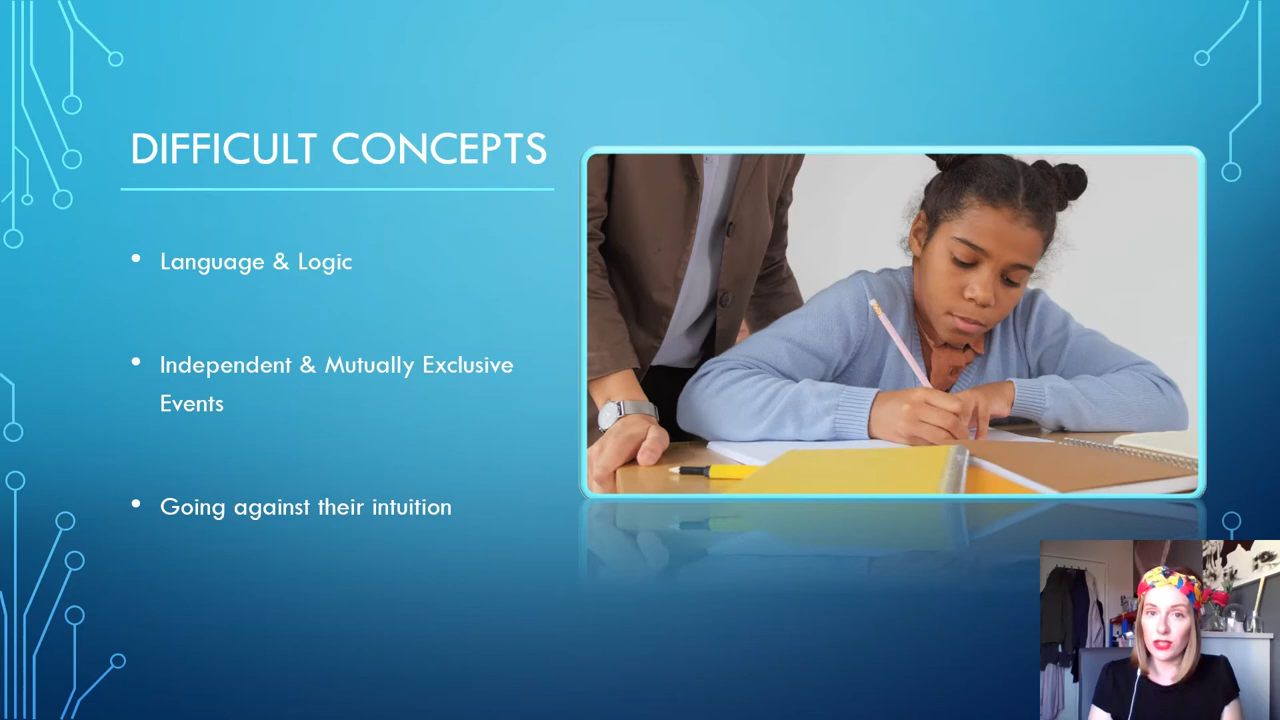 DIFFICULT CONCEPTS
• Language & Logic
• Independent & Mutually Exclusive
Events
• Going against their intuition